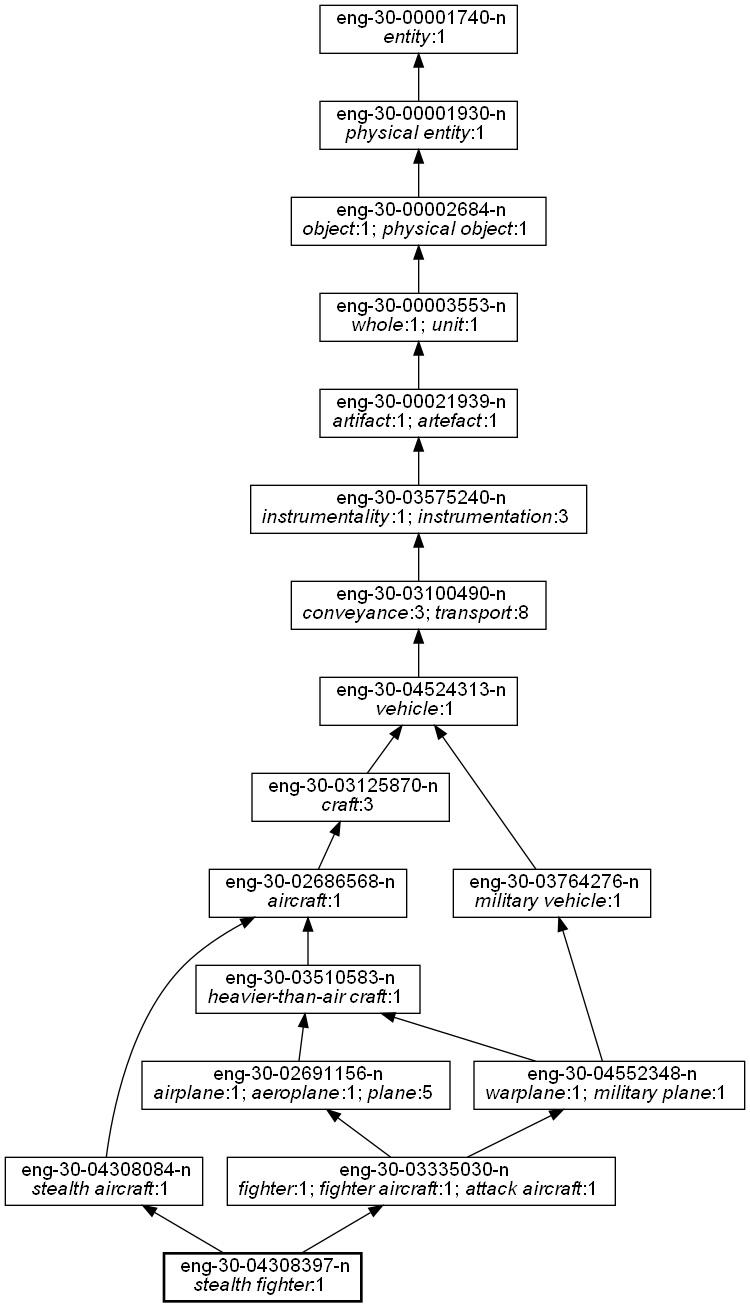 eng-30-00001740-n
entity:1
eng-30-00001930-n
physical entity:1
eng-30-00002684-n
object:1; physical object:1
eng-30-00003553-n
whole:1; unit:1
eng-30-00021939-n
artifact:1; artefact:1
eng-30-03575240-n
instrumentality:1; instrumentation:3
eng-30-03100490-n
conveyance:3; transport:8
eng-30-04524313-n
vehicle:1
eng-30-03125870-n
craft:3
eng-30-02686568-n
aircraft:1
eng-30-03764276-n
military vehicle:1
eng-30-03510583-n
heavier-than-air craft:1
eng-30-02691156-n
airplane:1; aeroplane:1; plane:5
eng-30-04552348-n
warplane:1; military plane:1
eng-30-04308084-n
stealth aircraft:1
eng-30-03335030-n
fighter:1; fighter aircraft:1; attack aircraft:1
eng-30-04308397-n
stealth fighter:1